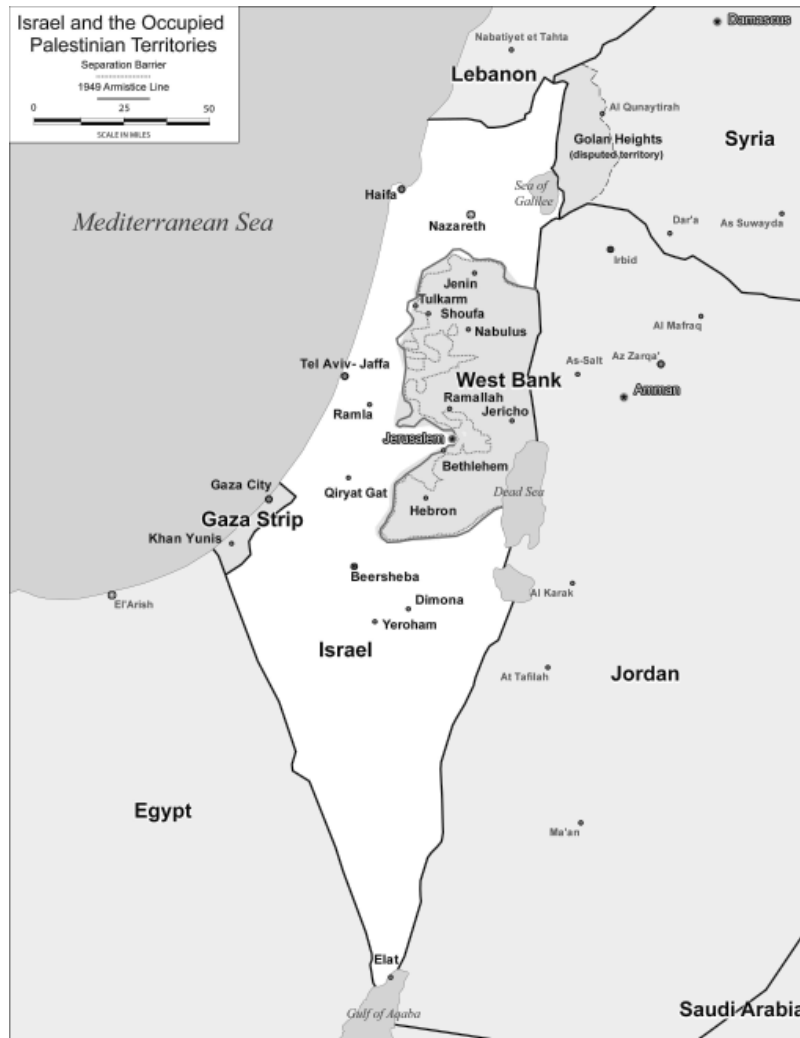 Israel and the Occupied
Palestinian Territories
Separation Barrier
1949 Armistice Line
0 25 50
SCALE IN MILES
Damascus
Nabatiyet et Tahta
Lebanon
Al Qunaytirah
Golan Heights
(disputed territory)
Syria
Sea of
Galilee
Haifa
Mediterranean Sea
Nazareth
Dar'a
As Suwayda
Irbid
Jenin
Tulkarm
Shoufa
Nabulus
Al Mafraq
Tel Aviv- Jaffa
As-Salt
Az Zarqa'
West Bank
Amman
Ramallah
Ramla
Jericho
Jerusalem
Bethlehem
Gaza City
Qiryat Gat
Dead Sea
Hebron
Gaza Strip
Khan Yunis
Beersheba
El'Arish
Dimona
Al Karak
Yeroham
Israel
At Tafilah
Jordan
Egypt
Ma'an
Elat
Gulf of Aqaba
Saudi Arabia